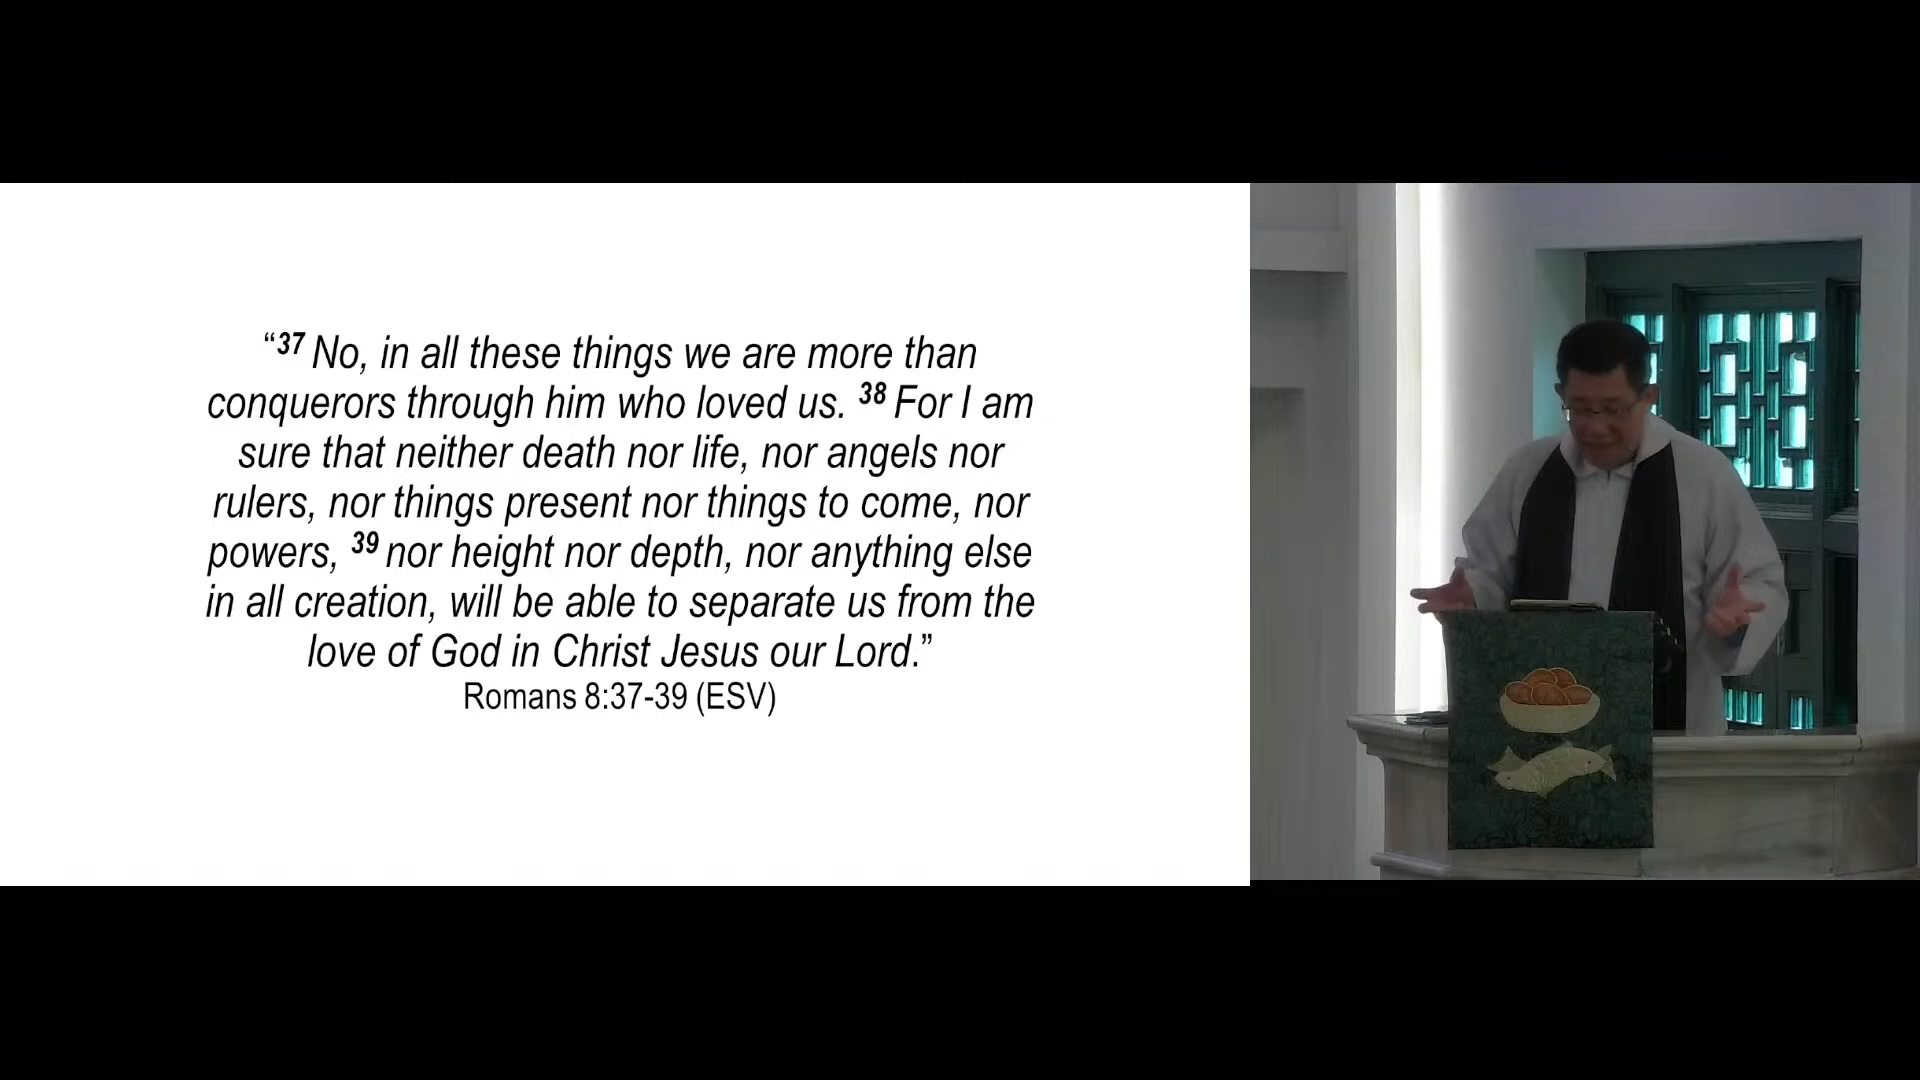 “37 No, in all these things we are more than
conquerors through him who loved us. 38 For I am
sure that neither death nor life, nor angels nor
rulers, nor things present nor things to come, nor
powers, 39 nor height nor depth, nor anything else
in all creation, will be able to separate us from the
love of God in Christ Jesus our Lord.”
Romans 8:37-39 (ESV)